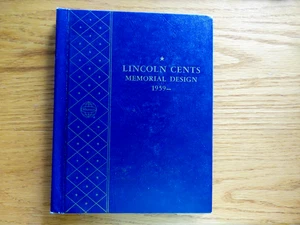 LINCOLN CENTS
MEMORIAL DESIGN
1959—